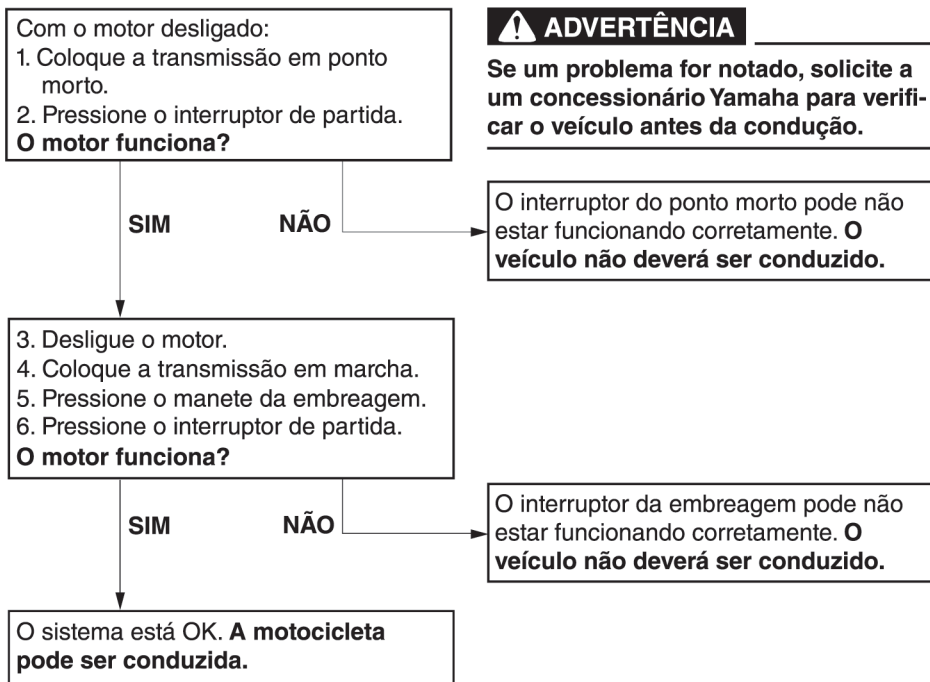 Com o motor desligado:
1. Coloque a transmissão em ponto
morto.
2. Pressione o interruptor de partida.
O motor funciona?
ADVERTÊNCIA
Se um problema for notado, solicite a
um concessionário Yamaha para verifi-
car o veículo antes da condução.
SIM
NÃO
O interruptor do ponto morto pode não
estar funcionando corretamente. O
veículo não deverá ser conduzido.
3. Desligue o motor.
4. Coloque a transmissão em marcha.
5. Pressione o manete da embreagem.
6. Pressione o interruptor de partida.
O motor funciona?
SIM
NÃO
O interruptor da embreagem pode não
estar funcionando corretamente. O
veículo não deverá ser conduzido.
O sistema está OK. A motocicleta
pode ser conduzida.